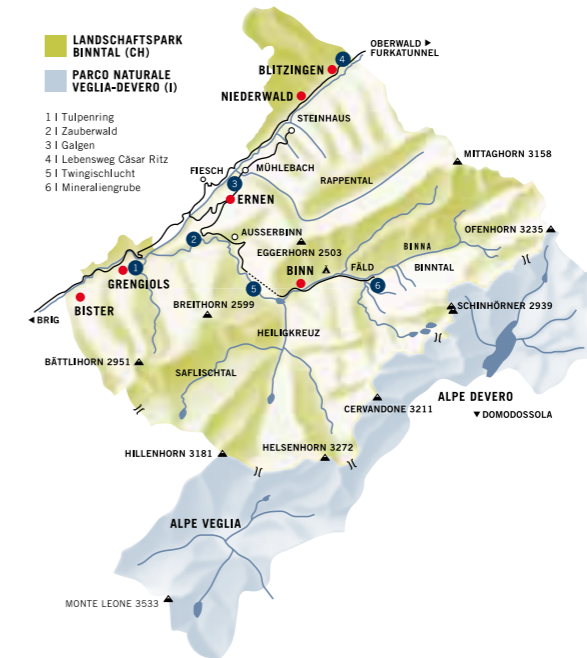 LANDSCHAFTSPARK
BINNTAL (CH)
PARCO NATURALE
VEGLIA-DEVERO (I)
1 I Tulpenring
2 I Zauberwald
3 I Galgen
4 I Lebensweg Cäsar Ritz
5 I Twingischlucht
6 I Mineraliengrube
OBERWALD ►
FURKATUNNEL
4
BLITZINGEN
NIEDERWALD
STEINHAUS
MITTAGHORN 3158
FIESCH
MÜHLEBACH
RAPPENTAL
3
ERNEN
OFENHORN 3235
AUSSERBINN
2
EGGERHORN 2503
BINNA
BINN
FÄLD
BINNTAL
1
GRENGIOLS
5
6
BISTER
BREITHORN 2599
SCHINHÖRNER 2939
◄ BRIG
HEILIGKREUZ
BÄTTLIHORN 2951
SAFLISCHTAL
ALPE DEVERO
CERVANDONE 3211
▼ DOMODOSSOLA
HILLENHORN 3181
HELSENHORN 3272
ALPE VEGLIA
MONTE LEONE 3533